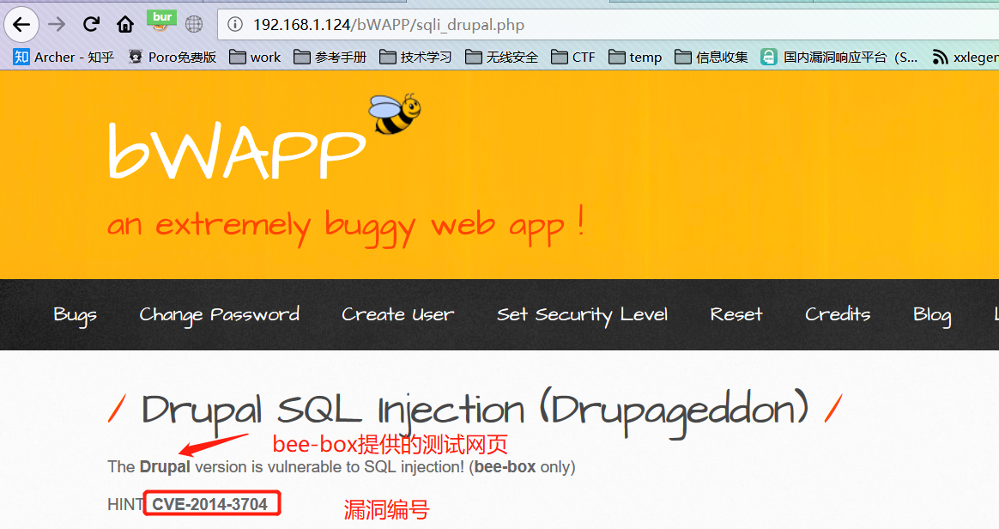 bur
192.168.1.124/bWAPP/sqli_drupal.php
知 Archer - 知乎 Poro免费版 work 参考手册 技术学习 无线安全 CTF temp 信息收集 国内漏洞响应平台（S... xxlegen
bWAPP
an extremely buggy web app !
Bugs Change Password Create User Set Security Level Reset Credits Blog
/ Drupal SQL Injection (Drupageddon) /
bee-box提供的测试网页
The Drupal version is vulnerable to SQL injection! (bee-box only)
HINT CVE-2014-3704
漏洞编号